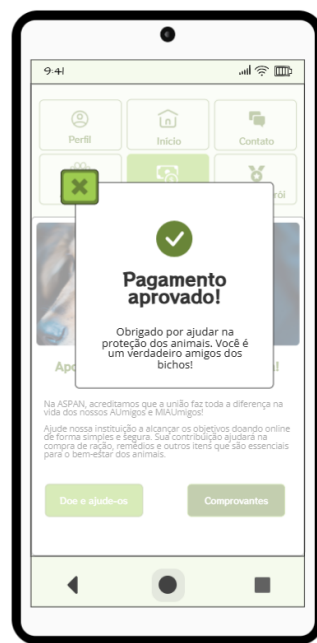 9:41
Perfil
Inicio
Contato
Pagamento
aprovado!
Obrigado por ajudar na
proteção dos animais. Você é
um verdadeiro amigos dos
bichos!
Na ASPAN, acreditamos que a união faz toda a diferença na
vida dos nossos AUmigos e MIAUmigos!
Ajude nossa instituição a alcançar os objetivos doando online
de forma simples e segura. Sua contribuição ajudará na
compra de ração, remédios e outros itens que são essenciais
para o bem-estar dos animais.
Doe e ajude-os
Comprovantes